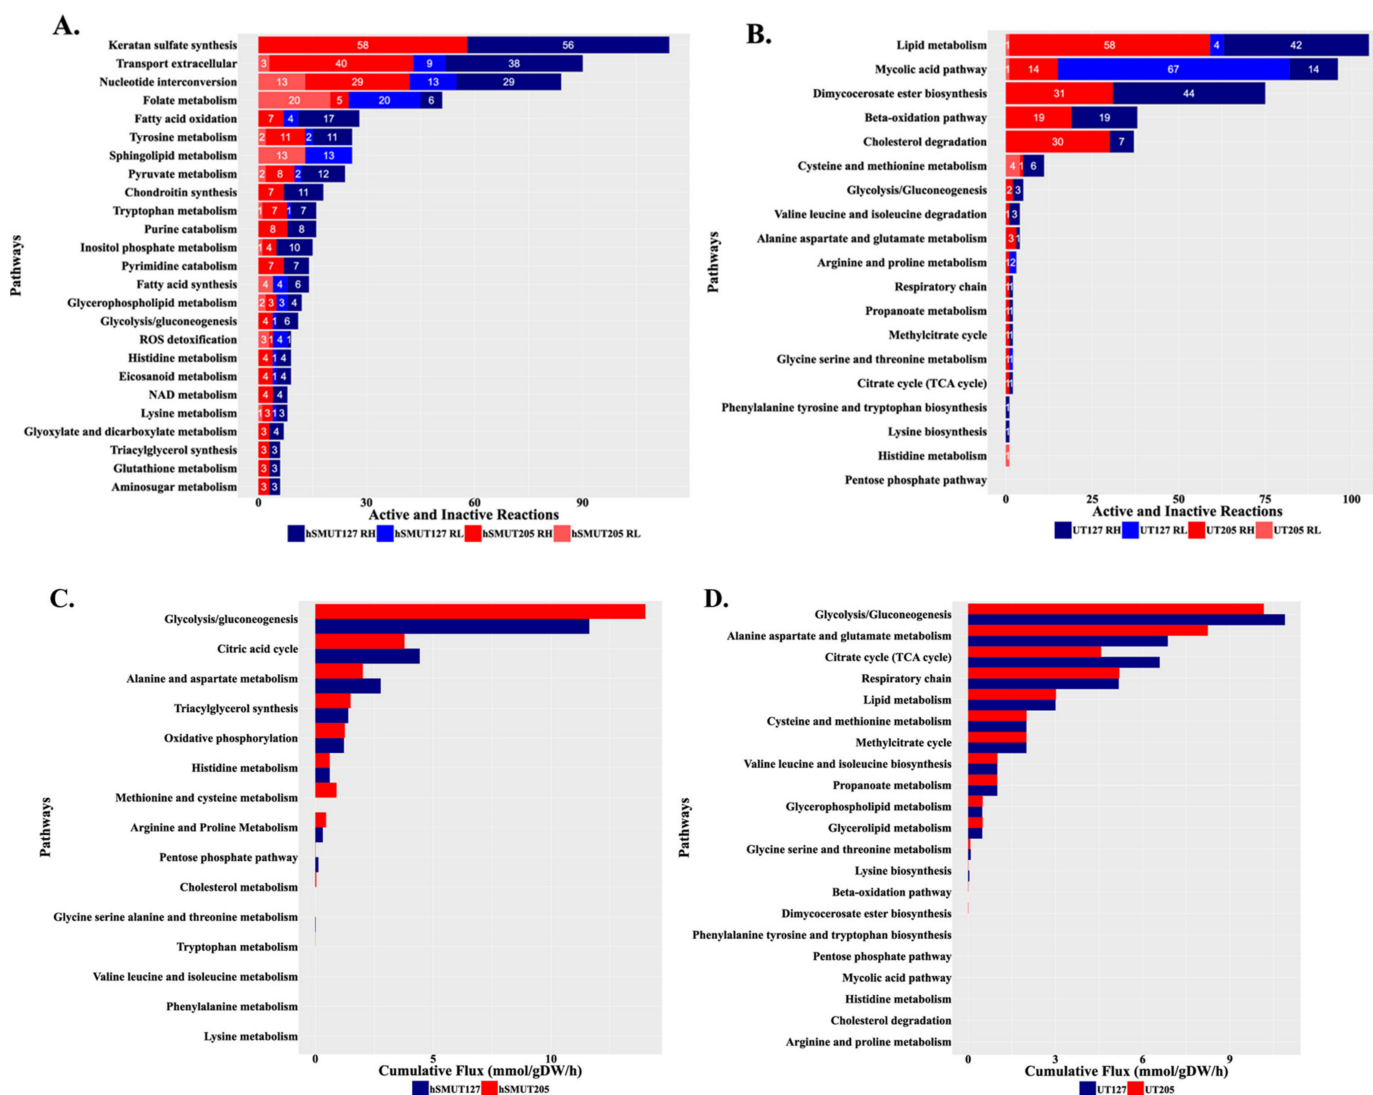 A.
Pathways
Keratan sulfate synthesis 58 56
Transport extracellular 3 40 9 38
Nucleotide interconversion 13 29 13 29
Folate metabolism 20 5 20 6
Fatty acid oxidation 7 4 17
Tyrosine metabolism 2 11 2 11
Sphingolipid metabolism 13 13
Pyruvate metabolism 2 8 2 12
Chondroitin synthesis 7 11
Tryptophan metabolism 1 7 1 7
Purine catabolism 8 8
Inositol phosphate metabolism 1 4 10
Pyrimidine catabolism 7 7
Fatty acid synthesis 4 4 6
Glycerophospholipid metabolism 2 3 3 4
Glycolysis/gluconeogenesis 4 1 6
ROS detoxification 3 1 4 1
Histidine metabolism 4 1 4
Eicosanoid metabolism 4 1 4
NAD metabolism 4 4
Lysine metabolism 1 3 1 3
Glyoxylate and dicarboxylate metabolism 3 4
Triacylglycerol synthesis 3 3
Glutathione metabolism 3 3
Aminosugar metabolism 3 3
0 30 60 90
Active and Inactive Reactions
hSMUT127 RH hSMUT127 RL hSMUT205 RH hSMUT205 RL
B.
Pathways
Lipid metabolism 1 58 4 42
Mycolic acid pathway 1 14 67 14
Dimycocerosate ester biosynthesis 31 44
Beta-oxidation pathway 19 19
Cholesterol degradation 30 7
Cysteine and methionine metabolism 4 1 6
Glycolysis/Gluconeogenesis 2 3
Valine leucine and isoleucine degradation 1 3
Alanine aspartate and glutamate metabolism 3 1
Arginine and proline metabolism 1 2
Respiratory chain 1 1
Propanoate metabolism 1 1
Methylcitrate cycle 1 1
Glycine serine and threonine metabolism 1 1
Citrate cycle (TCA cycle) 1 1
Phenylalanine tyrosine and tryptophan biosynthesis 1
Lysine biosynthesis 1
Histidine metabolism 1
Pentose phosphate pathway
0 25 50 75 100
Active and Inactive Reactions
UT127 RH UT127 RL UT205 RH UT205 RL
C.
Pathways
Glycolysis/gluconeogenesis
Citric acid cycle
Alanine and aspartate metabolism
Triacylglycerol synthesis
Oxidative phosphorylation
Histidine metabolism
Methionine and cysteine metabolism
Arginine and Proline Metabolism
Pentose phosphate pathway
Cholesterol metabolism
Glycine serine alanine and threonine metabolism
Tryptophan metabolism
Valine leucine and isoleucine metabolism
Phenylalanine metabolism
Lysine metabolism
0 5 10
Cumulative Flux (mmol/gDW/h)
hSMUT127 hSMUT205
D.
Pathways
Glycolysis/Gluconeogenesis
Alanine aspartate and glutamate metabolism
Citrate cycle (TCA cycle)
Respiratory chain
Lipid metabolism
Cysteine and methionine metabolism
Methylcitrate cycle
Valine leucine and isoleucine biosynthesis
Propanoate metabolism
Glycerophospholipid metabolism
Glycerolipid metabolism
Glycine serine and threonine metabolism
Lysine biosynthesis
Beta-oxidation pathway
Dimycocerosate ester biosynthesis
Phenylalanine tyrosine and tryptophan biosynthesis
Pentose phosphate pathway
Mycolic acid pathway
Histidine metabolism
Cholesterol degradation
Arginine and proline metabolism
0 3 6 9
Cumulative Flux (mmol/gDW/h)
UT127 UT205